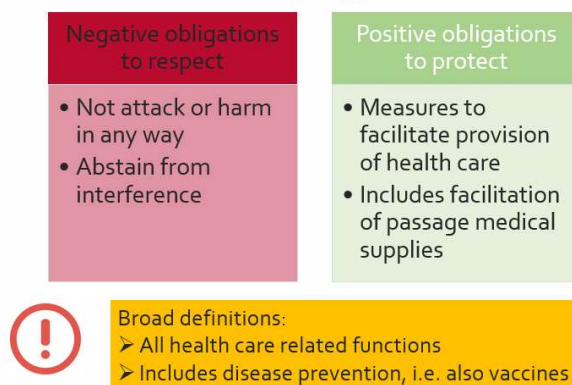 Negative obligations
to respect
• Not attack or harm
in any way
• Abstain from
interference
Positive obligations
to protect
• Measures to
facilitate provision
of health care
• Includes facilitation
of passage medical
supplies
Broad definitions:
➢ All health care related functions
➢ Includes disease prevention, i.e. also vaccines